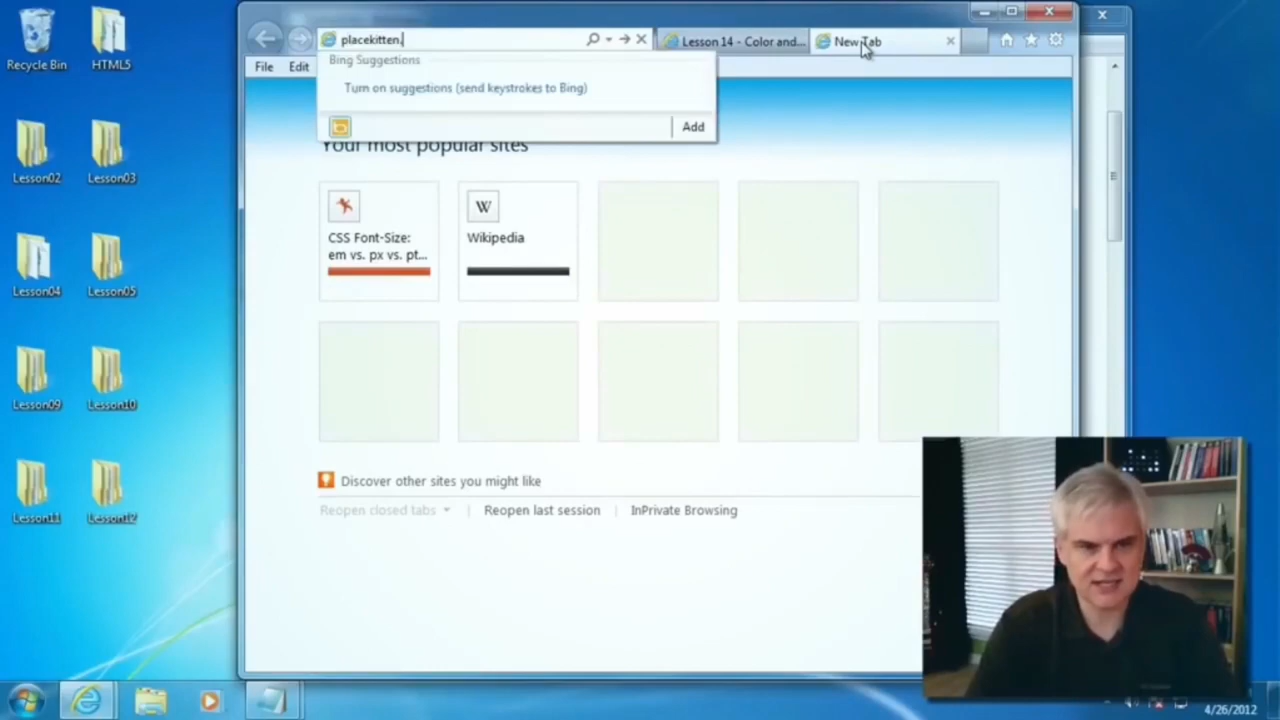 Recycle Bin
HTML5
Lesson02
Lesson03
Lesson04
Lesson05
Lesson09
Lesson10
Lesson11
Lesson12
placekitten.
Lesson 14 - Color and...
New Tab
File
Edit
Bing Suggestions
Turn on suggestions (send keystrokes to Bing)
Add
Your most popular sites
CSS Font-Size:
em vs. px vs. pt...
W
Wikipedia
Discover other sites you might like
Reopen closed tabs
Reopen last session
InPrivate Browsing
4/26/2012